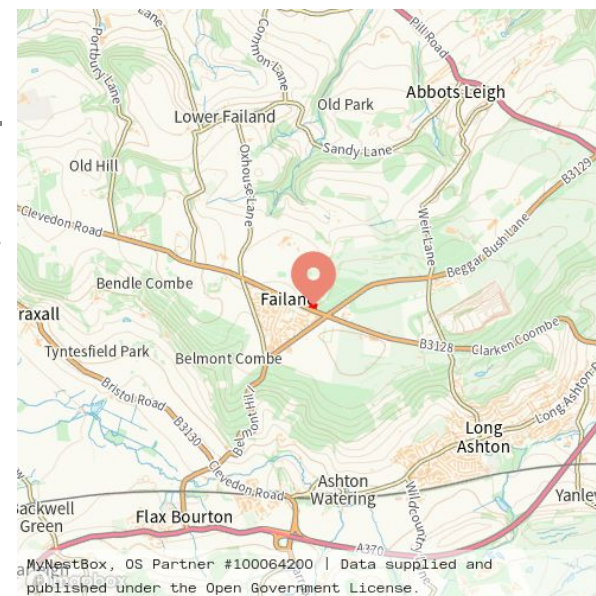 Pill Road
Portbury Lane
Common Lane
Abbots Leigh
Old Park
Lower Failand
Sandy Lane
B3129
Old Hill
Oxhouse Lane
Clevedon Road
Weir Lane
Beggar Bush Lane
Bendle Combe
Failand
raxall
B3128
Clarken Coombe
Tyntesfield Park
Belmont Combe
Bristol Road
Long Ashton Road
Long
Ashton
B3130
Belmont Hill
Clevedon Road
Ashton
Watering
Wildcountry Lane
Yanley
Backwell
Green
Flax Bourton
A370
MyNestBox, OS Partner #100064200 | Data supplied and
published under the Open Government License.